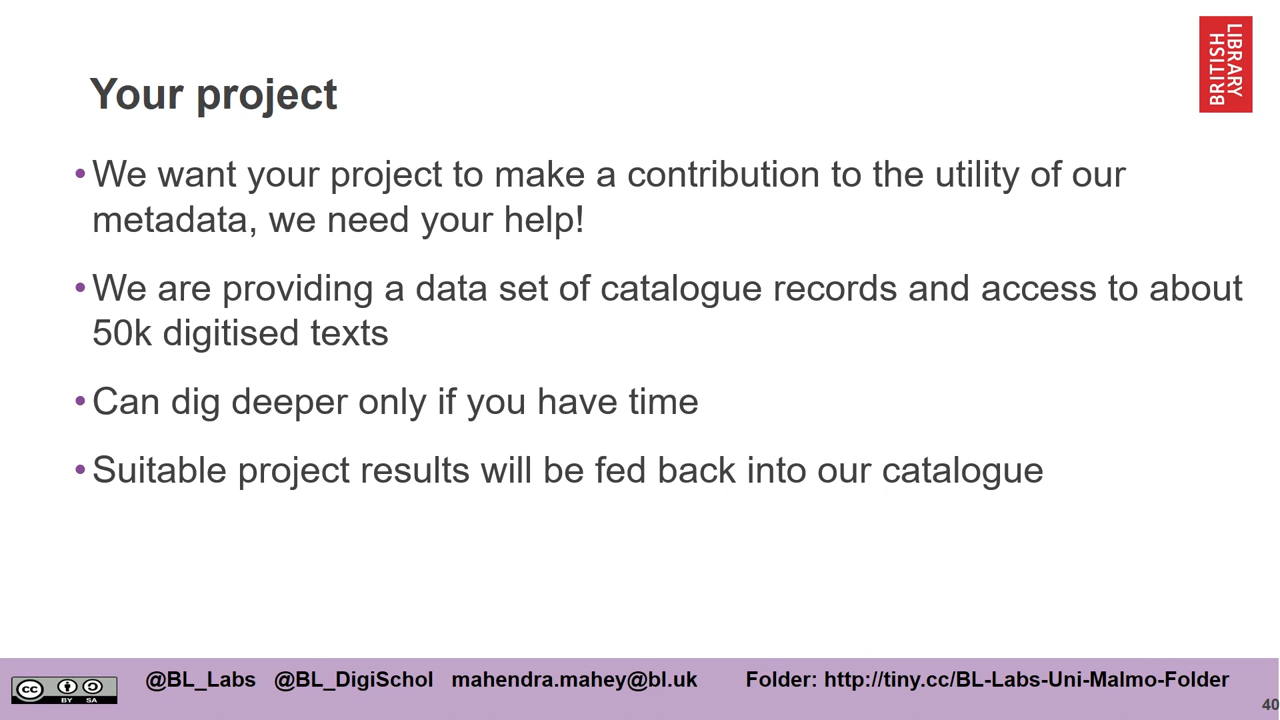 LIBRARY
BRITISH
Your project
•We want your project to make a contribution to the utility of our
metadata, we need your help!
•We are providing a data set of catalogue records and access to about
50k digitised texts
•Can dig deeper only if you have time
•Suitable project results will be fed back into our catalogue
cc BY SA
@BL_Labs @BL_DigiSchol mahendra.mahey@bl.uk Folder: http://tiny.cc/BL-Labs-Uni-Malmo-Folder
40